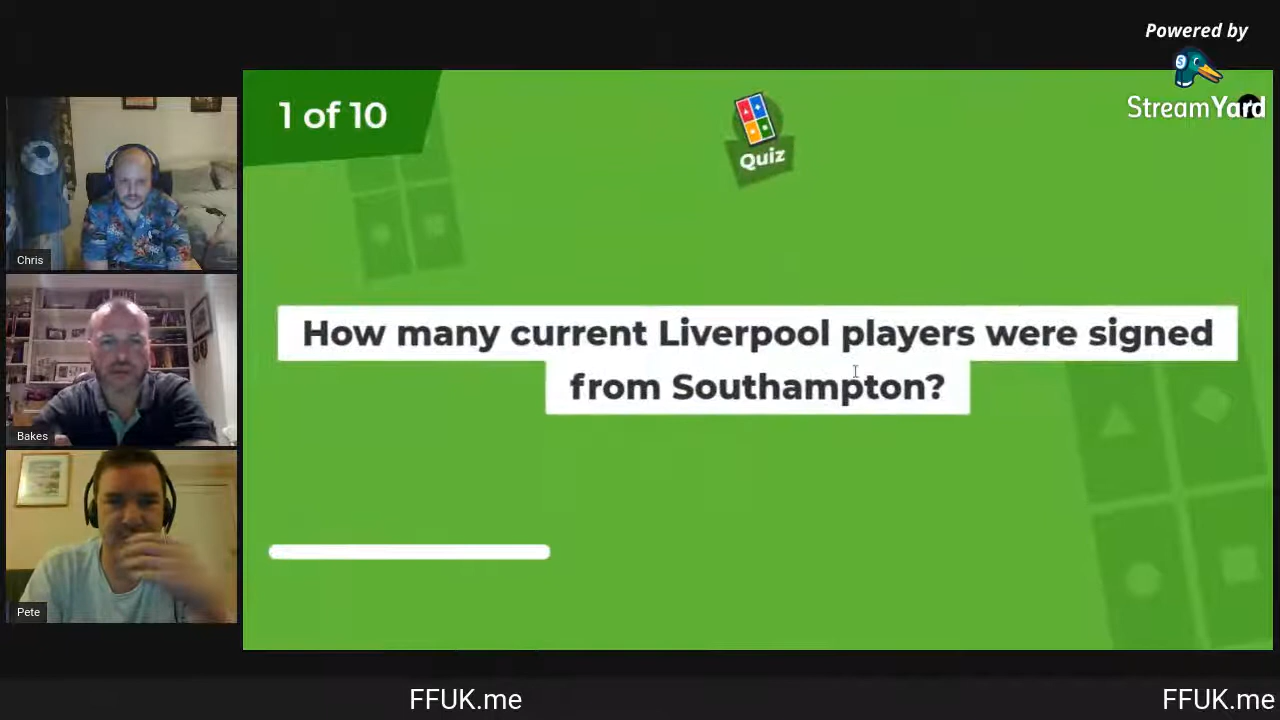 Powered by
StreamYard
1 of 10
Quiz
How many current Liverpool players were signed
from Southampton?
Chris
Bakes
Pete
FFUK.me
FFUK.me